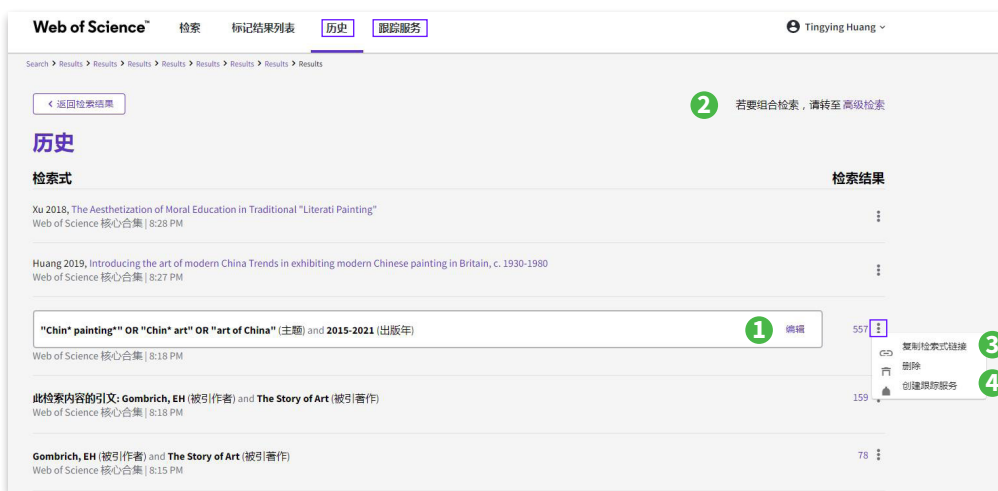 Web of Science™ 检索 标记结果列表 历史 跟踪服务 Tingying Huang
Search > Results > Results > Results > Results > Results > Results > Results > Results
返回检索结果
2 若要组合检索，请转至 高级检索
历史
检索式 检索结果
Xu 2018, The Aesthetization of Moral Education in Traditional "Literati Painting"
Web of Science 核心合集 | 8:28 PM
Huang 2019, Introducing the art of modern China Trends in exhibiting modern Chinese painting in Britain, c. 1930-1980
Web of Science 核心合集 | 8:27 PM
"Chin* painting*" OR "Chin* art" OR "art of China" (主题) and 2015-2021 (出版年) 1 编辑 557
Web of Science 核心合集 | 8:18 PM
复制检索式链接 3
删除
创建跟踪服务 4
此检索内容的引文: Gombrich, EH (被引作者) and The Story of Art (被引著作) 159
Web of Science 核心合集 | 8:18 PM
Gombrich, EH (被引作者) and The Story of Art (被引著作) 78
Web of Science 核心合集 | 8:15 PM